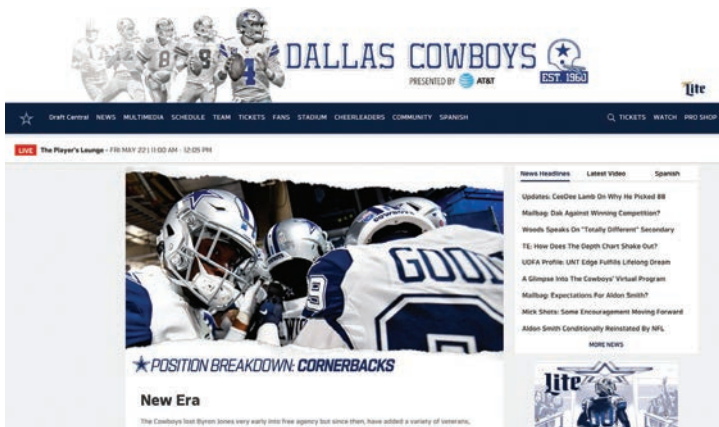 DALLAS COWBOYS
EST. 1960
PRESENTED BY AT&T
Lite
Draft Central NEWS MULTIMEDIA SCHEDULE TEAM TICKETS FANS STADIUM CHEERLEADERS COMMUNITY SPANISH TICKETS WATCH PRO SHOP
LIVE The Player's Lounge - FRI MAY 22 | 11:00 AM - 12:05 PM
News Headlines Latest Video Spanish
Updates: CeeDee Lamb On Why He Picked 88
Mailbag: Dak Against Winning Competition?
Woods Speaks On "Totally Different" Secondary
TE: How Does The Depth Chart Shake Out?
UDFA Profile: UNT Edge Fulfills Lifelong Dream
A Glimpse Into The Cowboys' Virtual Program
Mailbag: Expectations For Aldon Smith?
Mick Shots: Some Encouragement Moving Forward
Aldon Smith Conditionally Reinstated By NFL
MORE NEWS
COWBOYS
GOOD
9
POSITION BREAKDOWN: CORNERBACKS
Lite
New Era
The Cowboys lost Byron Jones very early into free agency but since then, have added a variety of veterans,